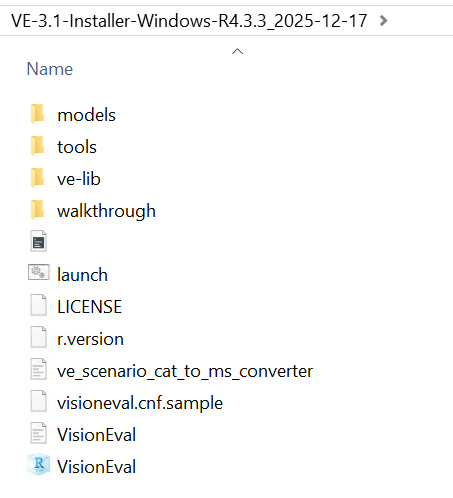 VE-3.1-Installer-Windows-R4.3.3_2025-12-17
Name
models
tools
ve-lib
walkthrough
launch
LICENSE
r.version
ve_scenario_cat_to_ms_converter
visioneval.cnf.sample
VisionEval
VisionEval